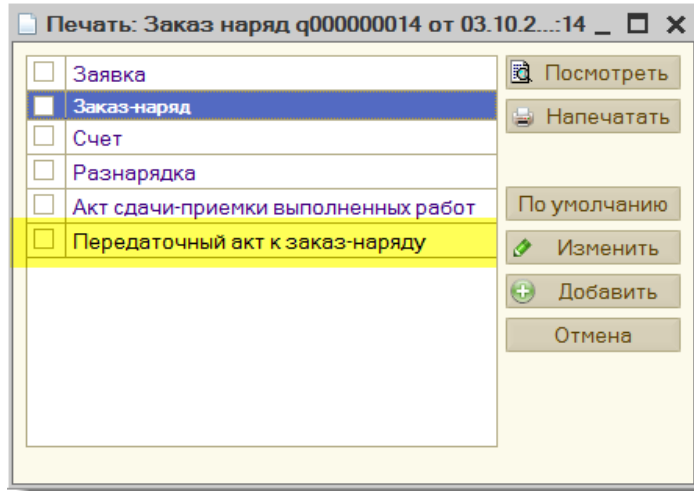 Печать: Заказ наряд q000000014 от 03.10.2...:14
Заявка
Заказ-наряд
Счет
Разнарядка
Акт сдачи-приемки выполненных работ
Передаточный акт к заказ-наряду
Посмотреть
Напечатать
По умолчанию
Изменить
Добавить
Отмена